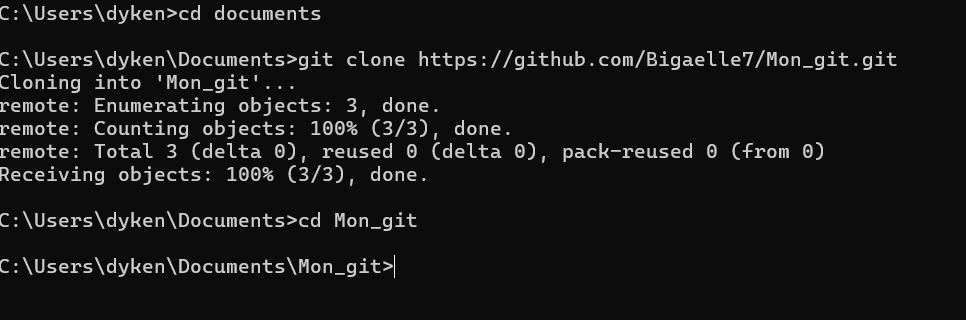 C:\Users\dyken>cd documents
C:\Users\dyken\Documents>git clone https://github.com/Bigaelle7/Mon_git.git
Cloning into 'Mon_git'...
remote: Enumerating objects: 3, done.
remote: Counting objects: 100% (3/3), done.
remote: Total 3 (delta 0), reused 0 (delta 0), pack-reused 0 (from 0)
Receiving objects: 100% (3/3), done.
C:\Users\dyken\Documents>cd Mon_git
C:\Users\dyken\Documents\Mon_git>